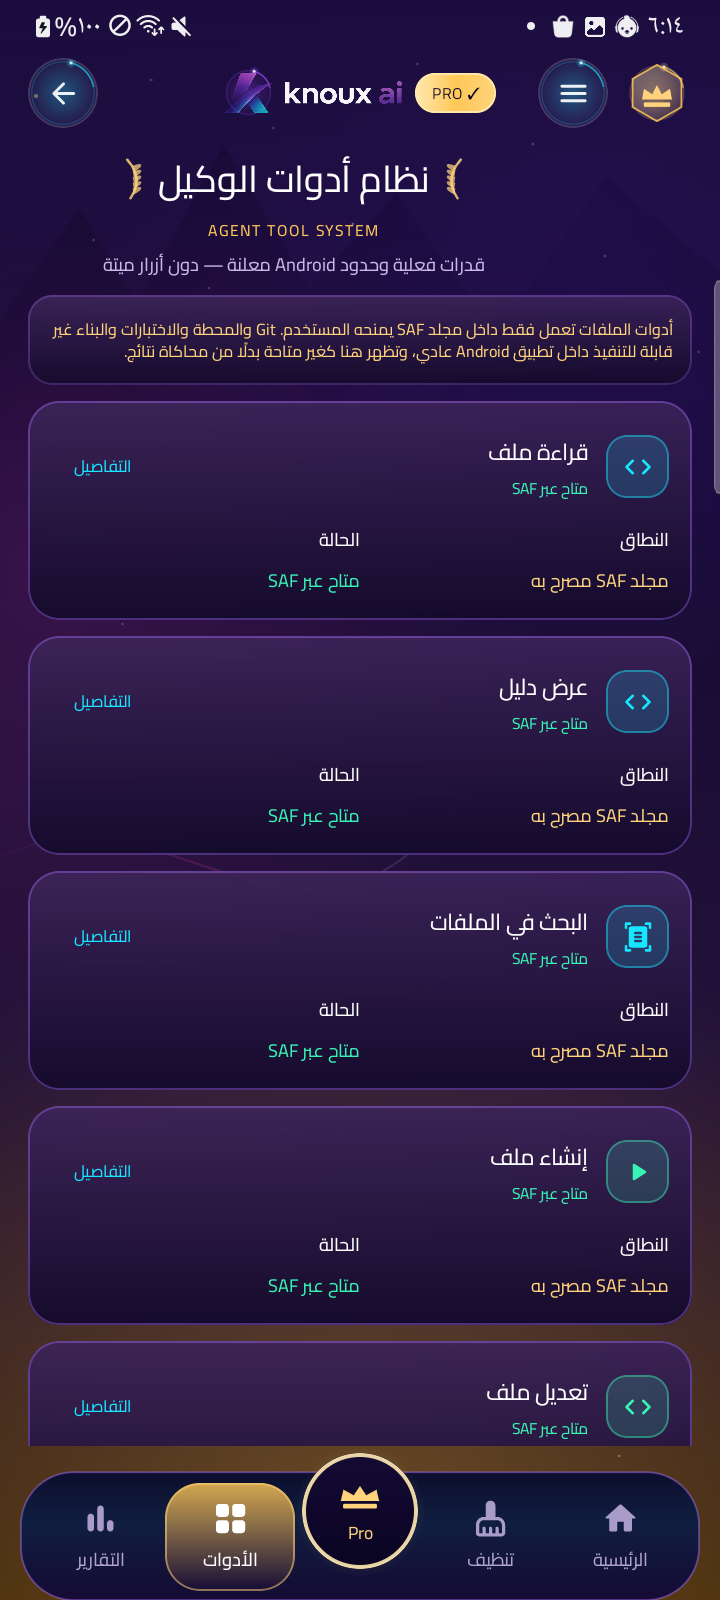 ٪١٠٠
٦:١٤
knoux ai
PRO ✓
نظام أدوات الوكيل
AGENT TOOL SYSTEM
قدرات فعلية وحدود Android معلنة — دون أزرار ميتة
أدوات الملفات تعمل فقط داخل مجلد SAF يمنحه المستخدم. Git والمحطة والاختبارات والبناء غير
قابلة للتنفيذ داخل تطبيق Android عادي، وتظهر هنا كغير متاحة بدلًا من محاكاة نتائج.
قراءة ملف
متاح عبر SAF
التفاصيل
النطاق
الحالة
مجلد SAF مصرح به
متاح عبر SAF
عرض دليل
متاح عبر SAF
التفاصيل
النطاق
الحالة
مجلد SAF مصرح به
متاح عبر SAF
البحث في الملفات
متاح عبر SAF
التفاصيل
النطاق
الحالة
مجلد SAF مصرح به
متاح عبر SAF
إنشاء ملف
متاح عبر SAF
التفاصيل
النطاق
الحالة
مجلد SAF مصرح به
متاح عبر SAF
تعديل ملف
متاح عبر SAF
التفاصيل
الرئيسية
تنظيف
Pro
الأدوات
التقارير